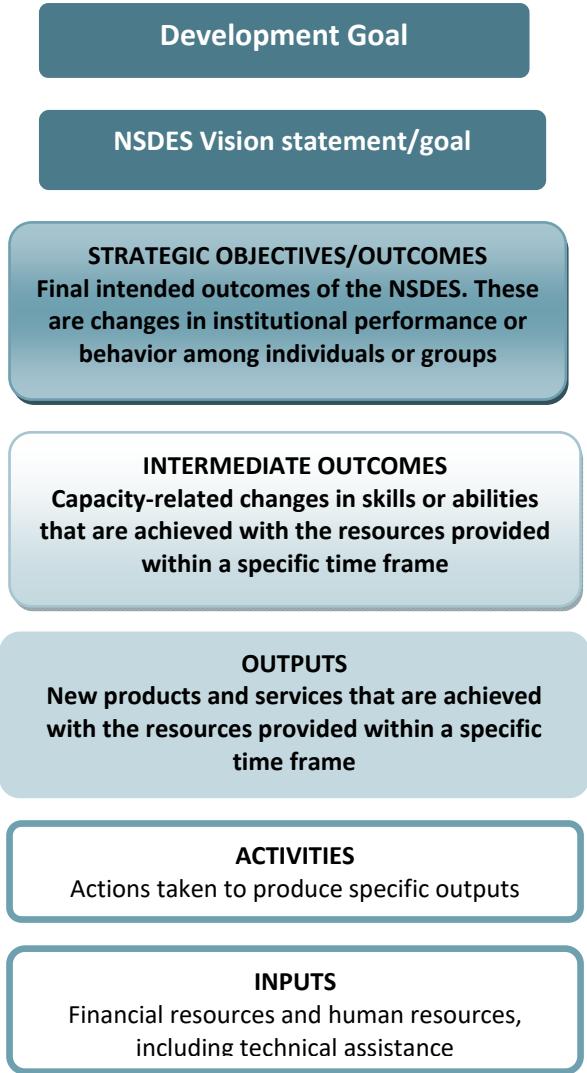 Development Goal
NSDES Vision statement/goal
STRATEGIC OBJECTIVES/OUTCOMES
Final intended outcomes of the NSDES. These
are changes in institutional performance or
behavior among individuals or groups
INTERMEDIATE OUTCOMES
Capacity-related changes in skills or abilities
that are achieved with the resources provided
within a specific time frame
OUTPUTS
New products and services that are achieved
with the resources provided within a specific
time frame
ACTIVITIES
Actions taken to produce specific outputs
INPUTS
Financial resources and human resources,
including technical assistance